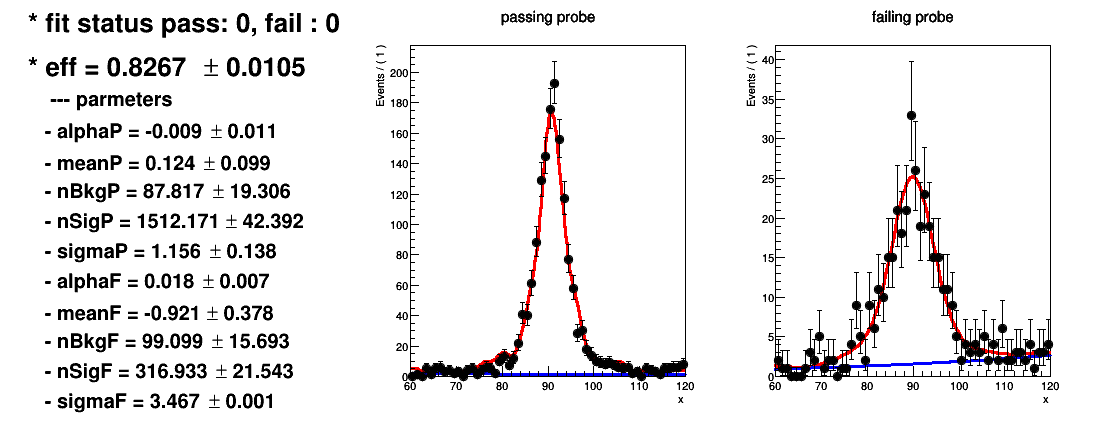 * fit status pass: 0, fail : 0
* eff = 0.8267 ± 0.0105
--- parmeters
- alphaP = -0.009 ± 0.011
- meanP = 0.124 ± 0.099
- nBkgP = 87.817 ± 19.306
- nSigP = 1512.171 ± 42.392
- sigmaP = 1.156 ± 0.138
- alphaF = 0.018 ± 0.007
- meanF = -0.921 ± 0.378
- nBkgF = 99.099 ± 15.693
- nSigF = 316.933 ± 21.543
- sigmaF = 3.467 ± 0.001
passing probe
Events / ( 1 )
200
180
160
140
120
100
80
60
40
20
0
60 70 80 90 100 110 120
x
failing probe
Events / ( 1 )
40
35
30
25
20
15
10
5
0
60 70 80 90 100 110 120
x